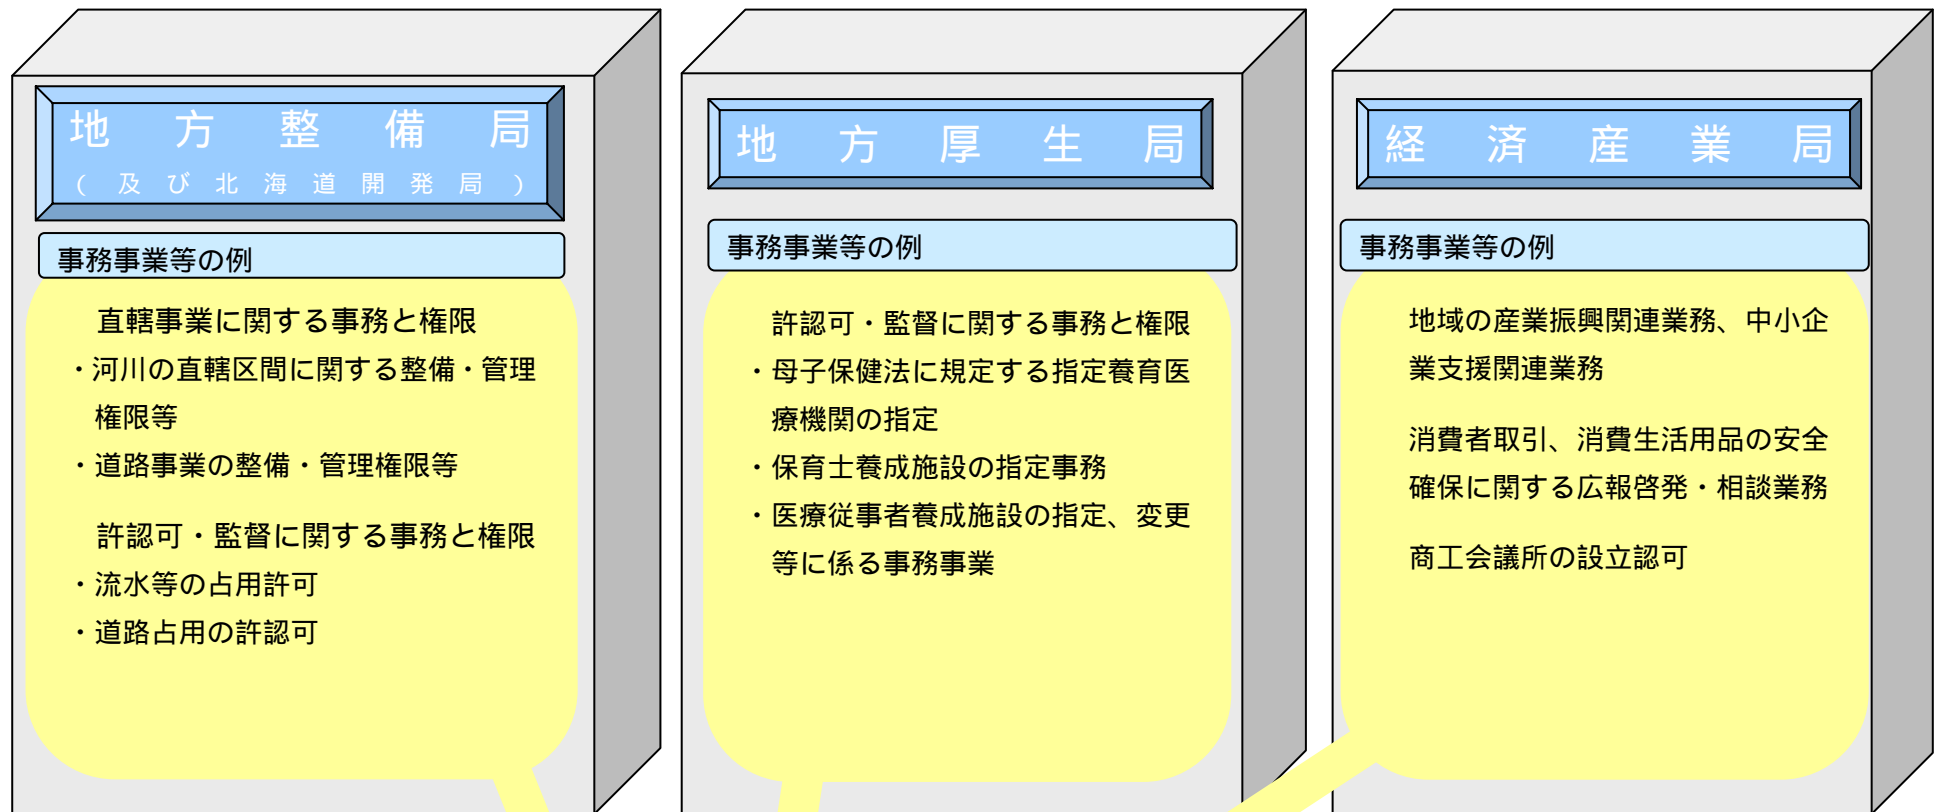 地方整備局
(及び北海道開発局)
事務事業等の例
直轄事業に関する事務と権限
・河川の直轄区間に関する整備・管理
権限等
・道路事業の整備・管理権限等
許認可・監督に関する事務と権限
・流水等の占用許可
・道路占用の許認可
地方厚生局
事務事業等の例
許認可・監督に関する事務と権限
・母子保健法に規定する指定養育医
療機関の指定
・保育士養成施設の指定事務
・医療従事者養成施設の指定、変更
等に係る事務事業
経済産業局
事務事業等の例
地域の産業振興関連業務、中小企
業支援関連業務
消費者取引、消費生活用品の安全
確保に関する広報啓発・相談業務
商工会議所の設立認可